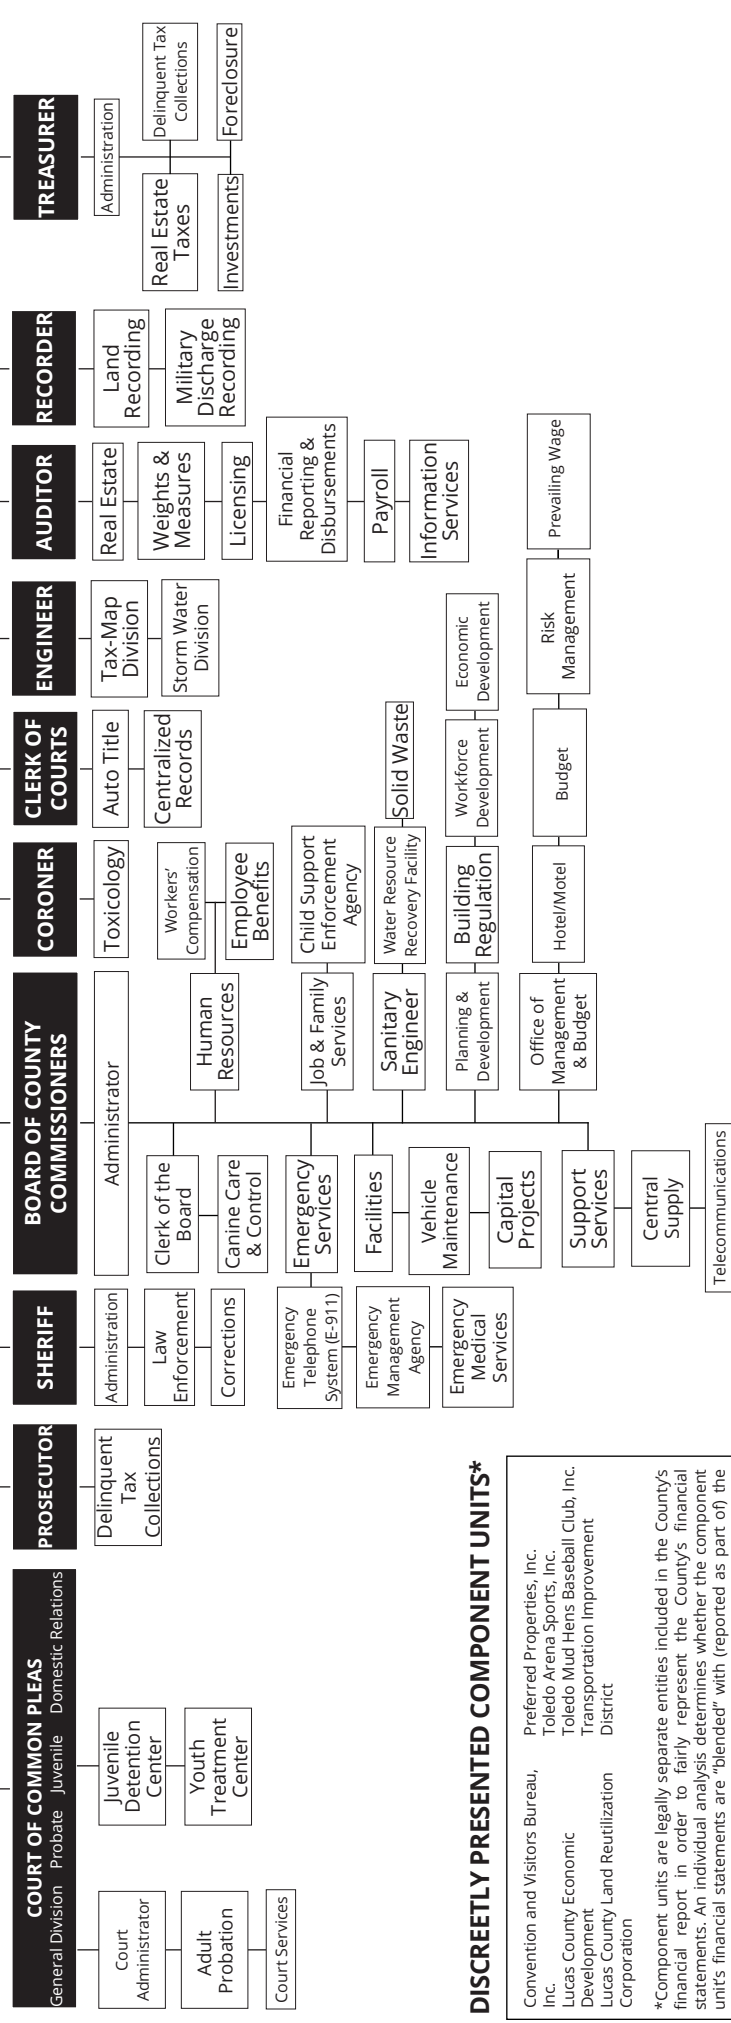 COURT OF COMMON PLEAS
General Division Probate Juvenile Domestic Relations
Court
Administrator
Adult
Probation
Court Services
Juvenile
Detention
Center
Youth
Treatment
Center
PROSECUTOR
Delinquent
Tax
Collections
SHERIFF
Administration
Law
Enforcement
Corrections
BOARD OF COUNTY
COMMISSIONERS
Administrator
Clerk of the
Board
Canine Care
& Control
Emergency
Services
Emergency
Telephone
System (E-911)
Emergency
Management
Agency
Emergency
Medical
Services
Facilities
Vehicle
Maintenance
Capital
Projects
Support
Services
Central
Supply
Telecommunications
Human
Resources
Workers'
Compensation
Employee
Benefits
Job & Family
Services
Child Support
Enforcement
Agency
Sanitary
Engineer
Water Resource
Recovery Facility
Solid Waste
Planning &
Development
Building
Regulation
Workforce
Development
Economic
Development
Office of
Management
& Budget
Hotel/Motel
Budget
Risk
Management
Prevailing Wage
CORONER
Toxicology
CLERK OF
COURTS
Auto Title
Centralized
Records
ENGINEER
Tax-Map
Division
Storm Water
Division
AUDITOR
Real Estate
Weights &
Measures
Licensing
Financial
Reporting &
Disbursements
Payroll
Information
Services
RECORDER
Land
Recording
Military
Discharge
Recording
TREASURER
Administration
Real Estate
Taxes
Delinquent Tax
Collections
Investments
Foreclosure
DISCREETLY PRESENTED COMPONENT UNITS*
Convention and Visitors Bureau,
Inc.
Lucas County Economic
Development
Lucas County Land Reutilization
Corporation
Preferred Properties, Inc.
Toledo Arena Sports, Inc.
Toledo Mud Hens Baseball Club, Inc.
Transportation Improvement
District
*Component units are legally separate entities included in the County's
financial report in order to fairly represent the County's financial
statements. An individual analysis determines whether the component
unit's financial statements are "blended" with (reported as part of) the